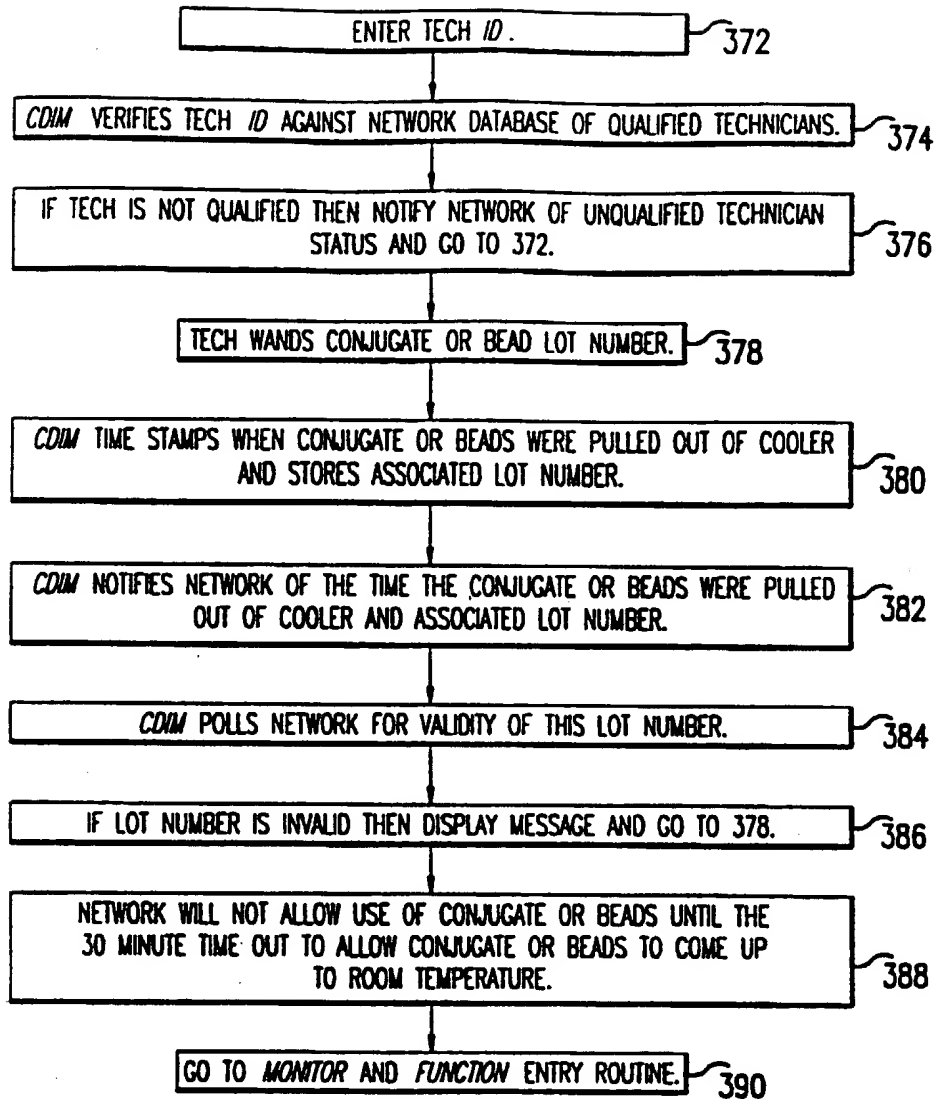 ENTER TECH ID.
372
CDIM VERIFIES TECH ID AGAINST NETWORK DATABASE OF QUALIFIED TECHNICIANS.
374
IF TECH IS NOT QUALIFIED THEN NOTIFY NETWORK OF UNQUALIFIED TECHNICIAN
STATUS AND GO TO 372.
376
TECH WANDS CONJUGATE OR BEAD LOT NUMBER.
378
CDIM TIME STAMPS WHEN CONJUGATE OR BEADS WERE PULLED OUT OF COOLER
AND STORES ASSOCIATED LOT NUMBER.
380
CDIM NOTIFIES NETWORK OF THE TIME THE CONJUGATE OR BEADS WERE PULLED
OUT OF COOLER AND ASSOCIATED LOT NUMBER.
382
CDIM POLLS NETWORK FOR VALIDITY OF THIS LOT NUMBER.
384
IF LOT NUMBER IS INVALID THEN DISPLAY MESSAGE AND GO TO 378.
386
NETWORK WILL NOT ALLOW USE OF CONJUGATE OR BEADS UNTIL THE
30 MINUTE TIME OUT TO ALLOW CONJUGATE OR BEADS TO COME UP
TO ROOM TEMPERATURE.
388
GO TO MONITOR AND FUNCTION ENTRY ROUTINE.
390